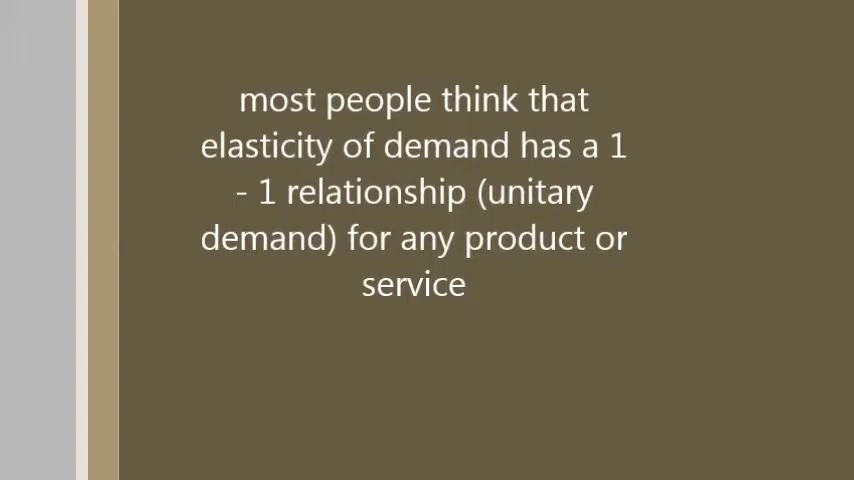 most people think that
elasticity of demand has a 1
- 1 relationship (unitary
demand) for any product or
service